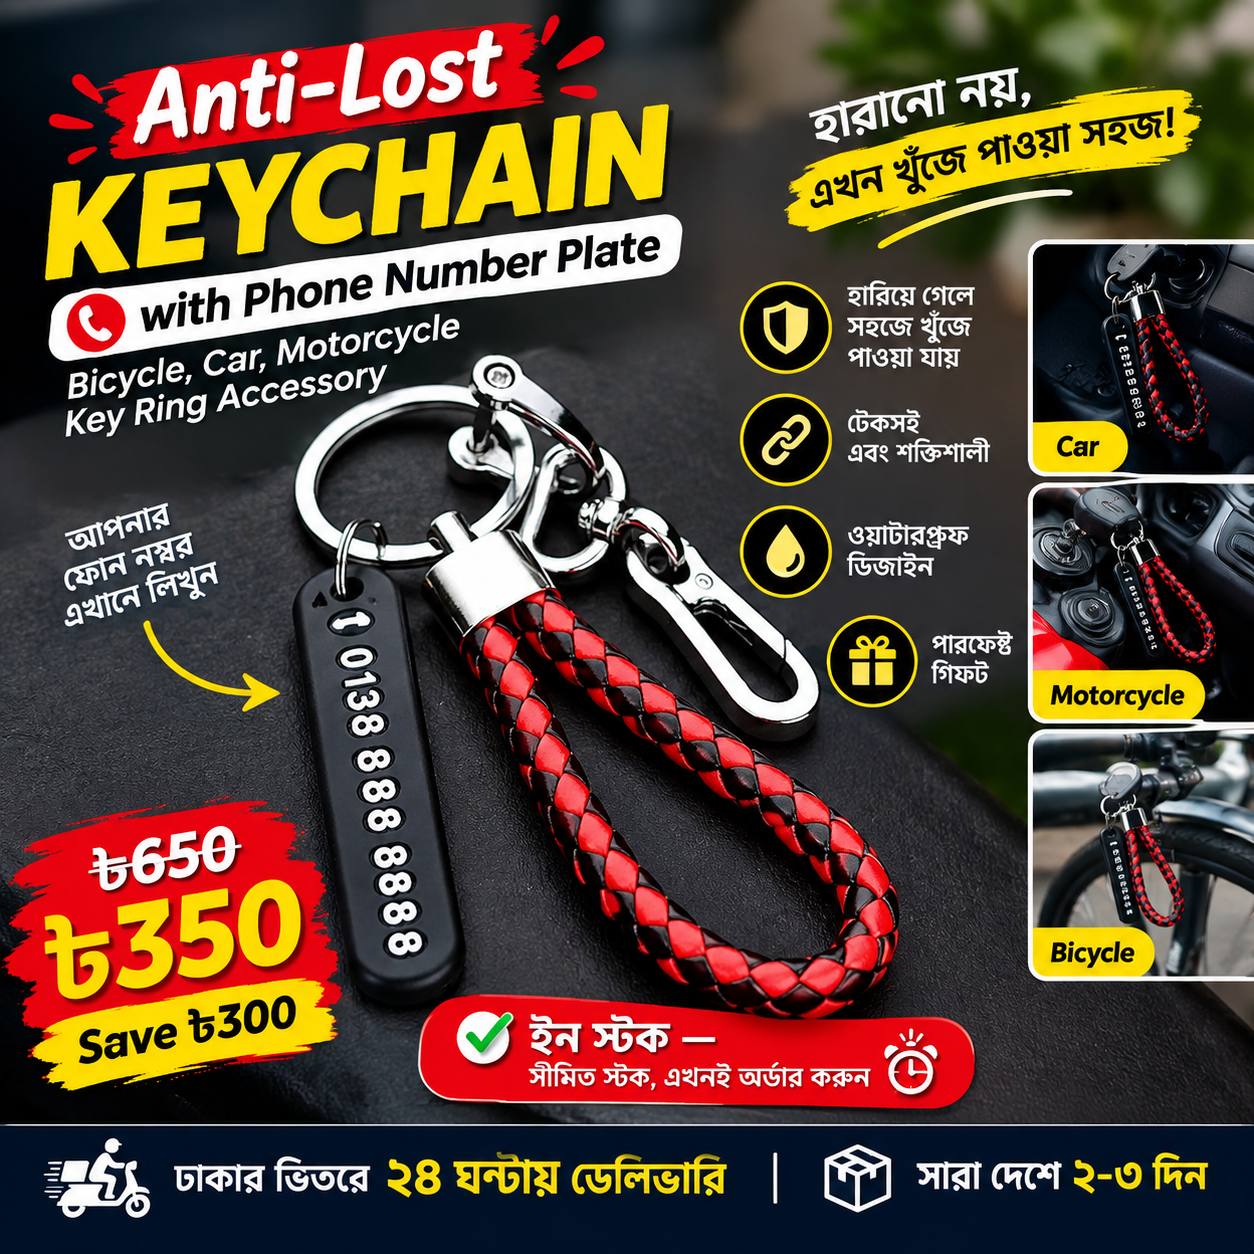 Anti-Lost
KEYCHAIN
with Phone Number Plate
Bicycle, Car, Motorcycle
Key Ring Accessory
হারানো নয়,
এখন খুঁজে পাওয়া সহজ!
হারিয়ে গেলে
সহজে খুঁজে
পাওয়া যায়
টেকসই
এবং শক্তিশালী
ওয়াটারপ্রুফ
ডিজাইন
পারফেক্ট
গিফট
Car
Motorcycle
Bicycle
আপনার
ফোন নম্বর
এখানে লিখুন
1 0138 888 8888
৳650
৳350
Save ৳300
ইন স্টক —
সীমিত স্টক, এখনই অর্ডার করুন
ঢাকার ভিতরে ২৪ ঘন্টায় ডেলিভারি
সারা দেশে ২-৩ দিন